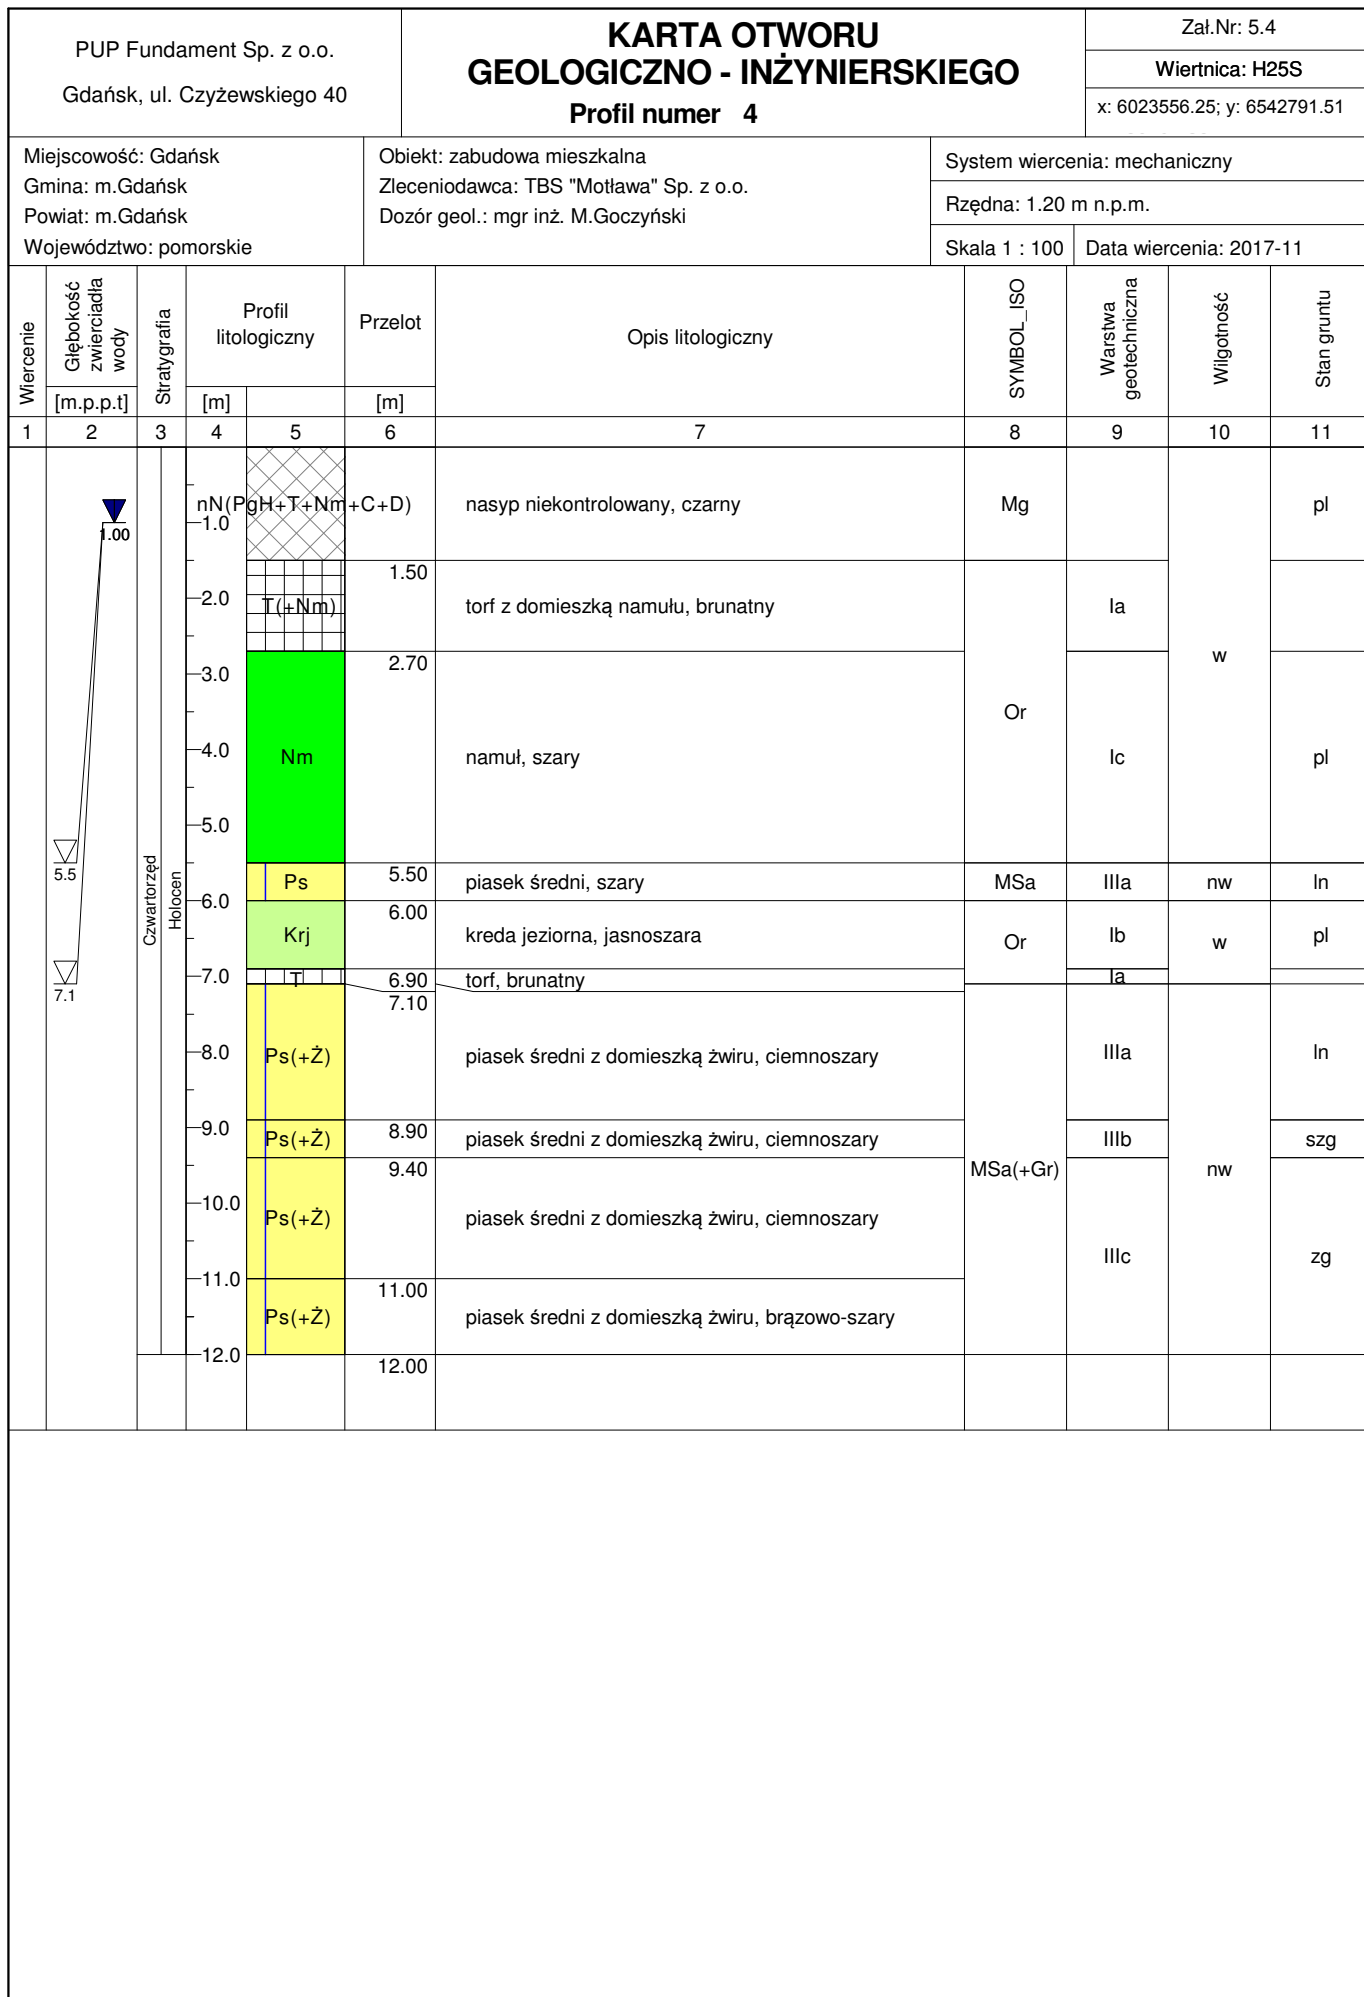 PUP Fundament Sp. z o.o.
Gdańsk, ul. Czyżewskiego 40
KARTA OTWORU
GEOLOGICZNO - INŻYNIERSKIEGO
Profil numer 4
Zał.Nr: 5.4
Wiertnica: H25S
x: 6023556.25; y: 6542791.51
Miejscowość: Gdańsk
Gmina: m.Gdańsk
Powiat: m.Gdańsk
Województwo: pomorskie
Obiekt: zabudowa mieszkalna
Zleceniodawca: TBS "Motława" Sp. z o.o.
Dozór geol.: mgr inż. M.Goczyński
System wiercenia: mechaniczny
Rzędna: 1.20 m n.p.m.
Skala 1 : 100
Data wiercenia: 2017-11
Wiercenie
Głębokość
zwierciadła
wody
[m.p.p.t]
Stratygrafia
Profil
litologiczny
[m]
Przelot
[m]
Opis litologiczny
SYMBOL_ISO
Warstwa
geotechniczna
Wilgotność
Stan gruntu
1 2 3 4 5 6 7 8 9 10 11
1.00
5.5
7.1
Czwartorzęd
Holocen
1.0
2.0
3.0
4.0
5.0
6.0
7.0
8.0
9.0
10.0
11.0
12.0
nN(PgH+T+Nm+C+D)
nasyp niekontrolowany, czarny
Mg
pl
1.50
T(+Nm)
torf z domieszką namułu, brunatny
Ia
w
2.70
Nm
namuł, szary
Or
Ic
pl
5.50
Ps
piasek średni, szary
MSa
IIIa
nw
ln
6.00
Krj
kreda jeziorna, jasnoszara
Or
Ib
w
pl
6.90
T
torf, brunatny
Ia
7.10
Ps(+Ż)
piasek średni z domieszką żwiru, ciemnoszary
IIIa
ln
8.90
Ps(+Ż)
piasek średni z domieszką żwiru, ciemnoszary
IIIb
szg
9.40
MSa(+Gr)
nw
Ps(+Ż)
piasek średni z domieszką żwiru, ciemnoszary
IIIc
zg
11.00
Ps(+Ż)
piasek średni z domieszką żwiru, brązowo-szary
12.00